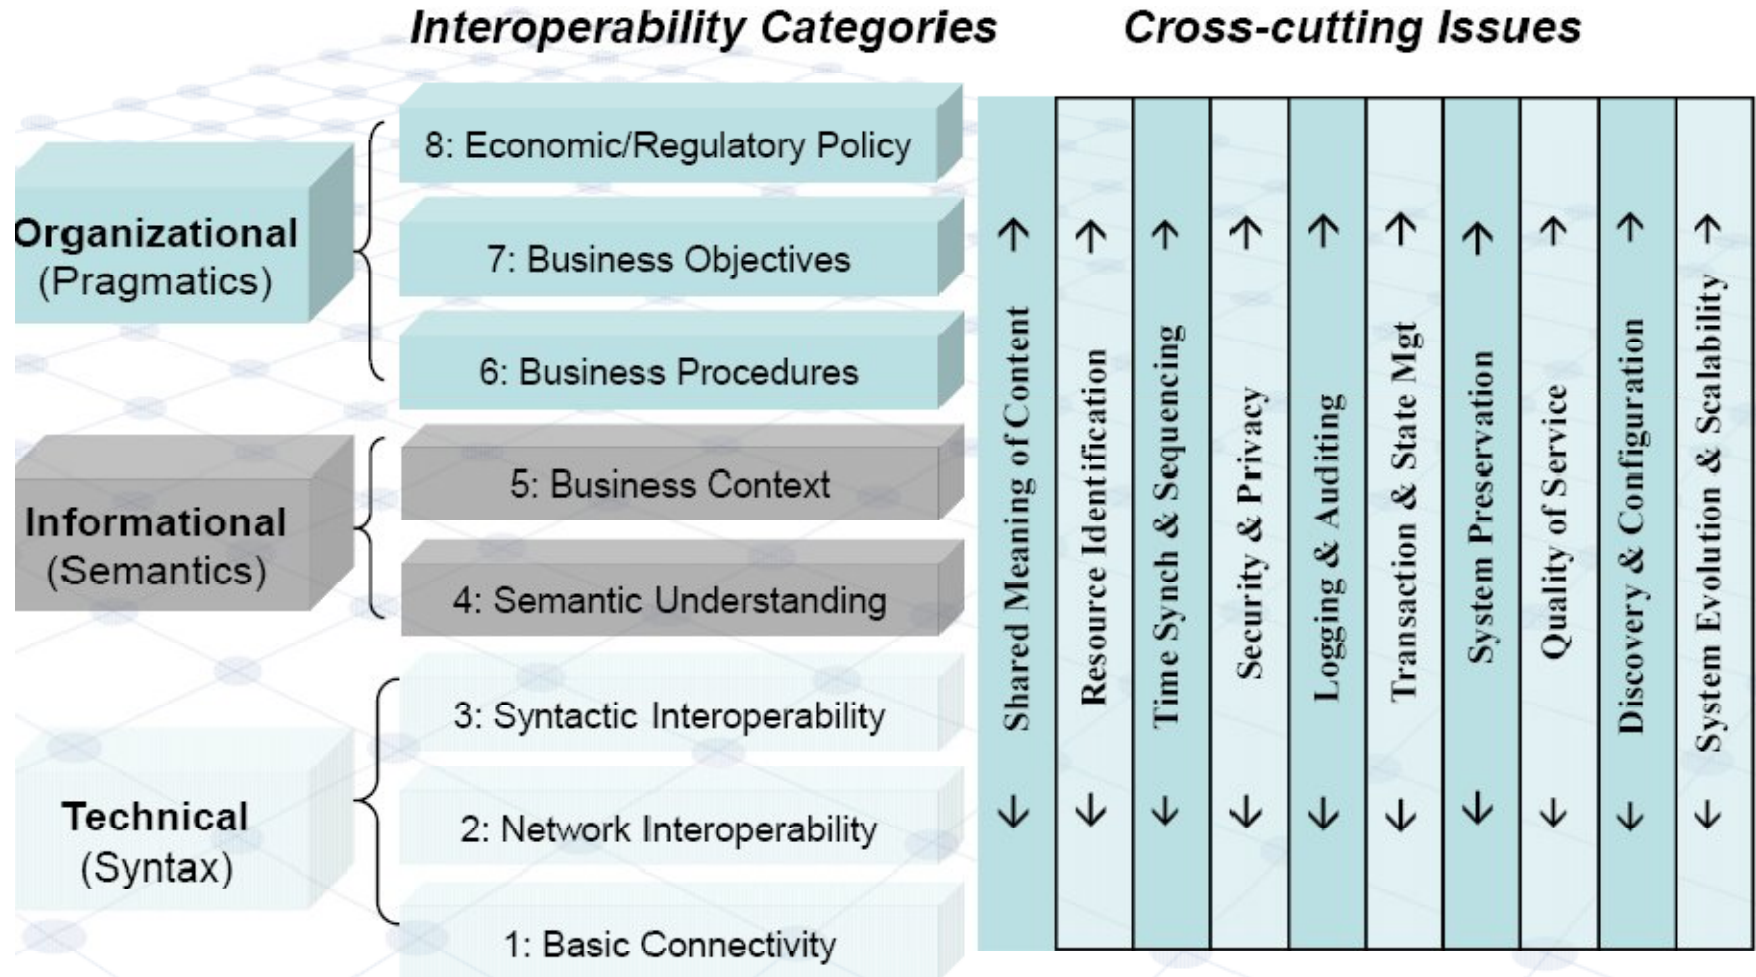 Interoperability Categories
Cross-cutting Issues
Organizational
(Pragmatics)
8: Economic/Regulatory Policy
7: Business Objectives
6: Business Procedures
Informational
(Semantics)
5: Business Context
4: Semantic Understanding
Technical
(Syntax)
3: Syntactic Interoperability
2: Network Interoperability
1: Basic Connectivity
Shared Meaning of Content
Resource Identification
Time Synch & Sequencing
Security & Privacy
Logging & Auditing
Transaction & State Mgt
System Preservation
Quality of Service
Discovery & Configuration
System Evolution & Scalability